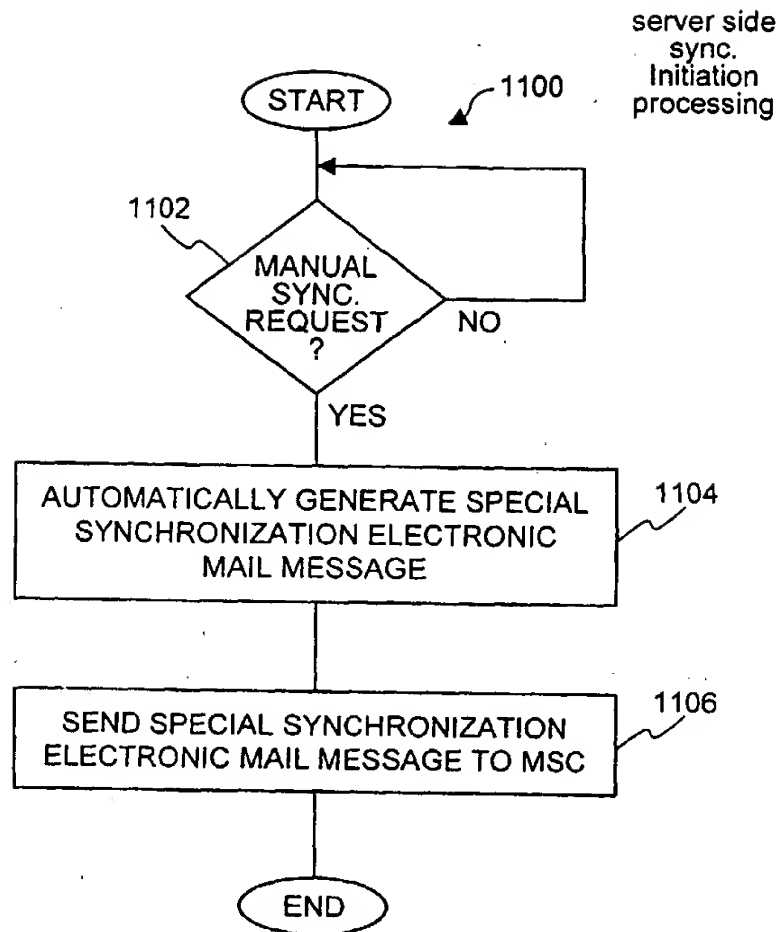 server side
sync.
Initiation
processing
START
1100
1102
MANUAL
SYNC.
REQUEST
?
NO
YES
AUTOMATICALLY GENERATE SPECIAL
SYNCHRONIZATION ELECTRONIC
MAIL MESSAGE
1104
SEND SPECIAL SYNCHRONIZATION
ELECTRONIC MAIL MESSAGE TO MSC
1106
END